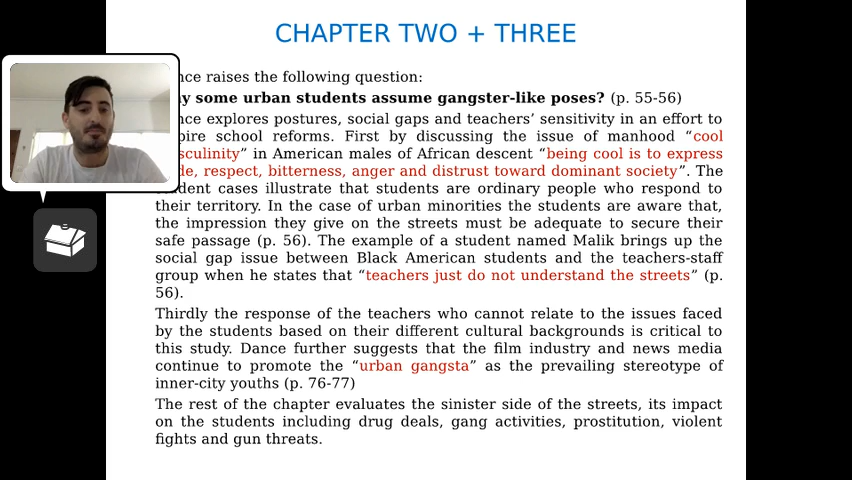 CHAPTER TWO + THREE
raises the following question:
some urban students assume gangster-like poses? (p. 55-56)
explores postures, social gaps and teachers’ sensitivity in an effort to
school reforms. First by discussing the issue of manhood “cool
” in American males of African descent “being cool is to express
respect, bitterness, anger and distrust toward dominant society”. The
cases illustrate that students are ordinary people who respond to
their territory. In the case of urban minorities the students are aware that,
the impression they give on the streets must be adequate to secure their
safe passage (p. 56). The example of a student named Malik brings up the
social gap issue between Black American students and the teachers-staff
group when he states that “teachers just do not understand the streets” (p.
56).
Thirdly the response of the teachers who cannot relate to the issues faced
by the students based on their different cultural backgrounds is critical to
this study. Dance further suggests that the film industry and news media
continue to promote the “urban gangsta” as the prevailing stereotype of
inner-city youths (p. 76-77)
The rest of the chapter evaluates the sinister side of the streets, its impact
on the students including drug deals, gang activities, prostitution, violent
fights and gun threats.